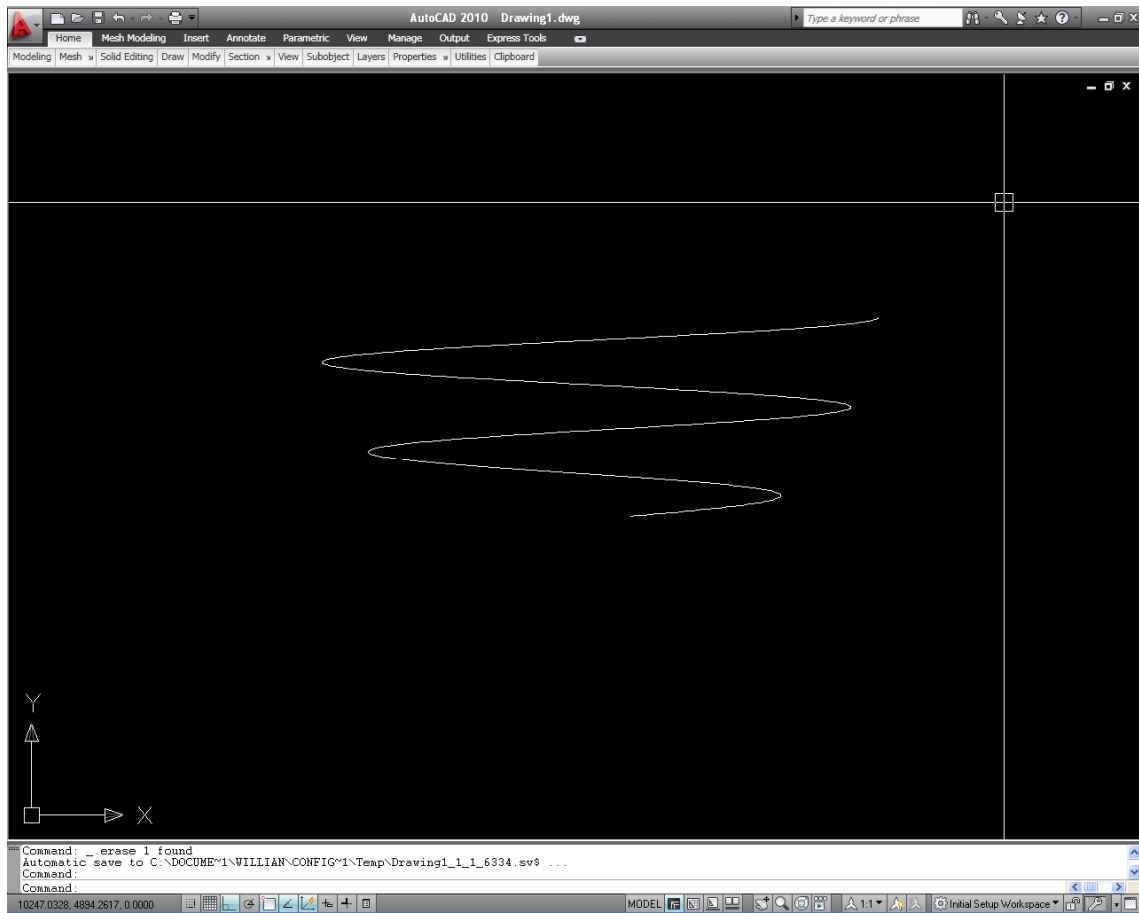 AutoCAD 2010 Drawing1.dwg Type a keyword or phrase
Home Mesh Modeling Insert Annotate Parametric View Manage Output Express Tools
Modeling Mesh Solid Editing Draw Modify Section View Subobject Layers Properties Utilities Clipboard
Y
X
Command: _.erase 1 found
Automatic save to C:\DOCUME~1\WILLIAN\CONFIG~1\Temp\Drawing1_1_1_6334.sv$ ...
Command:
Command:
10247.0328, 4894.2617, 0.0000 MODEL 1:1 Initial Setup Workspace